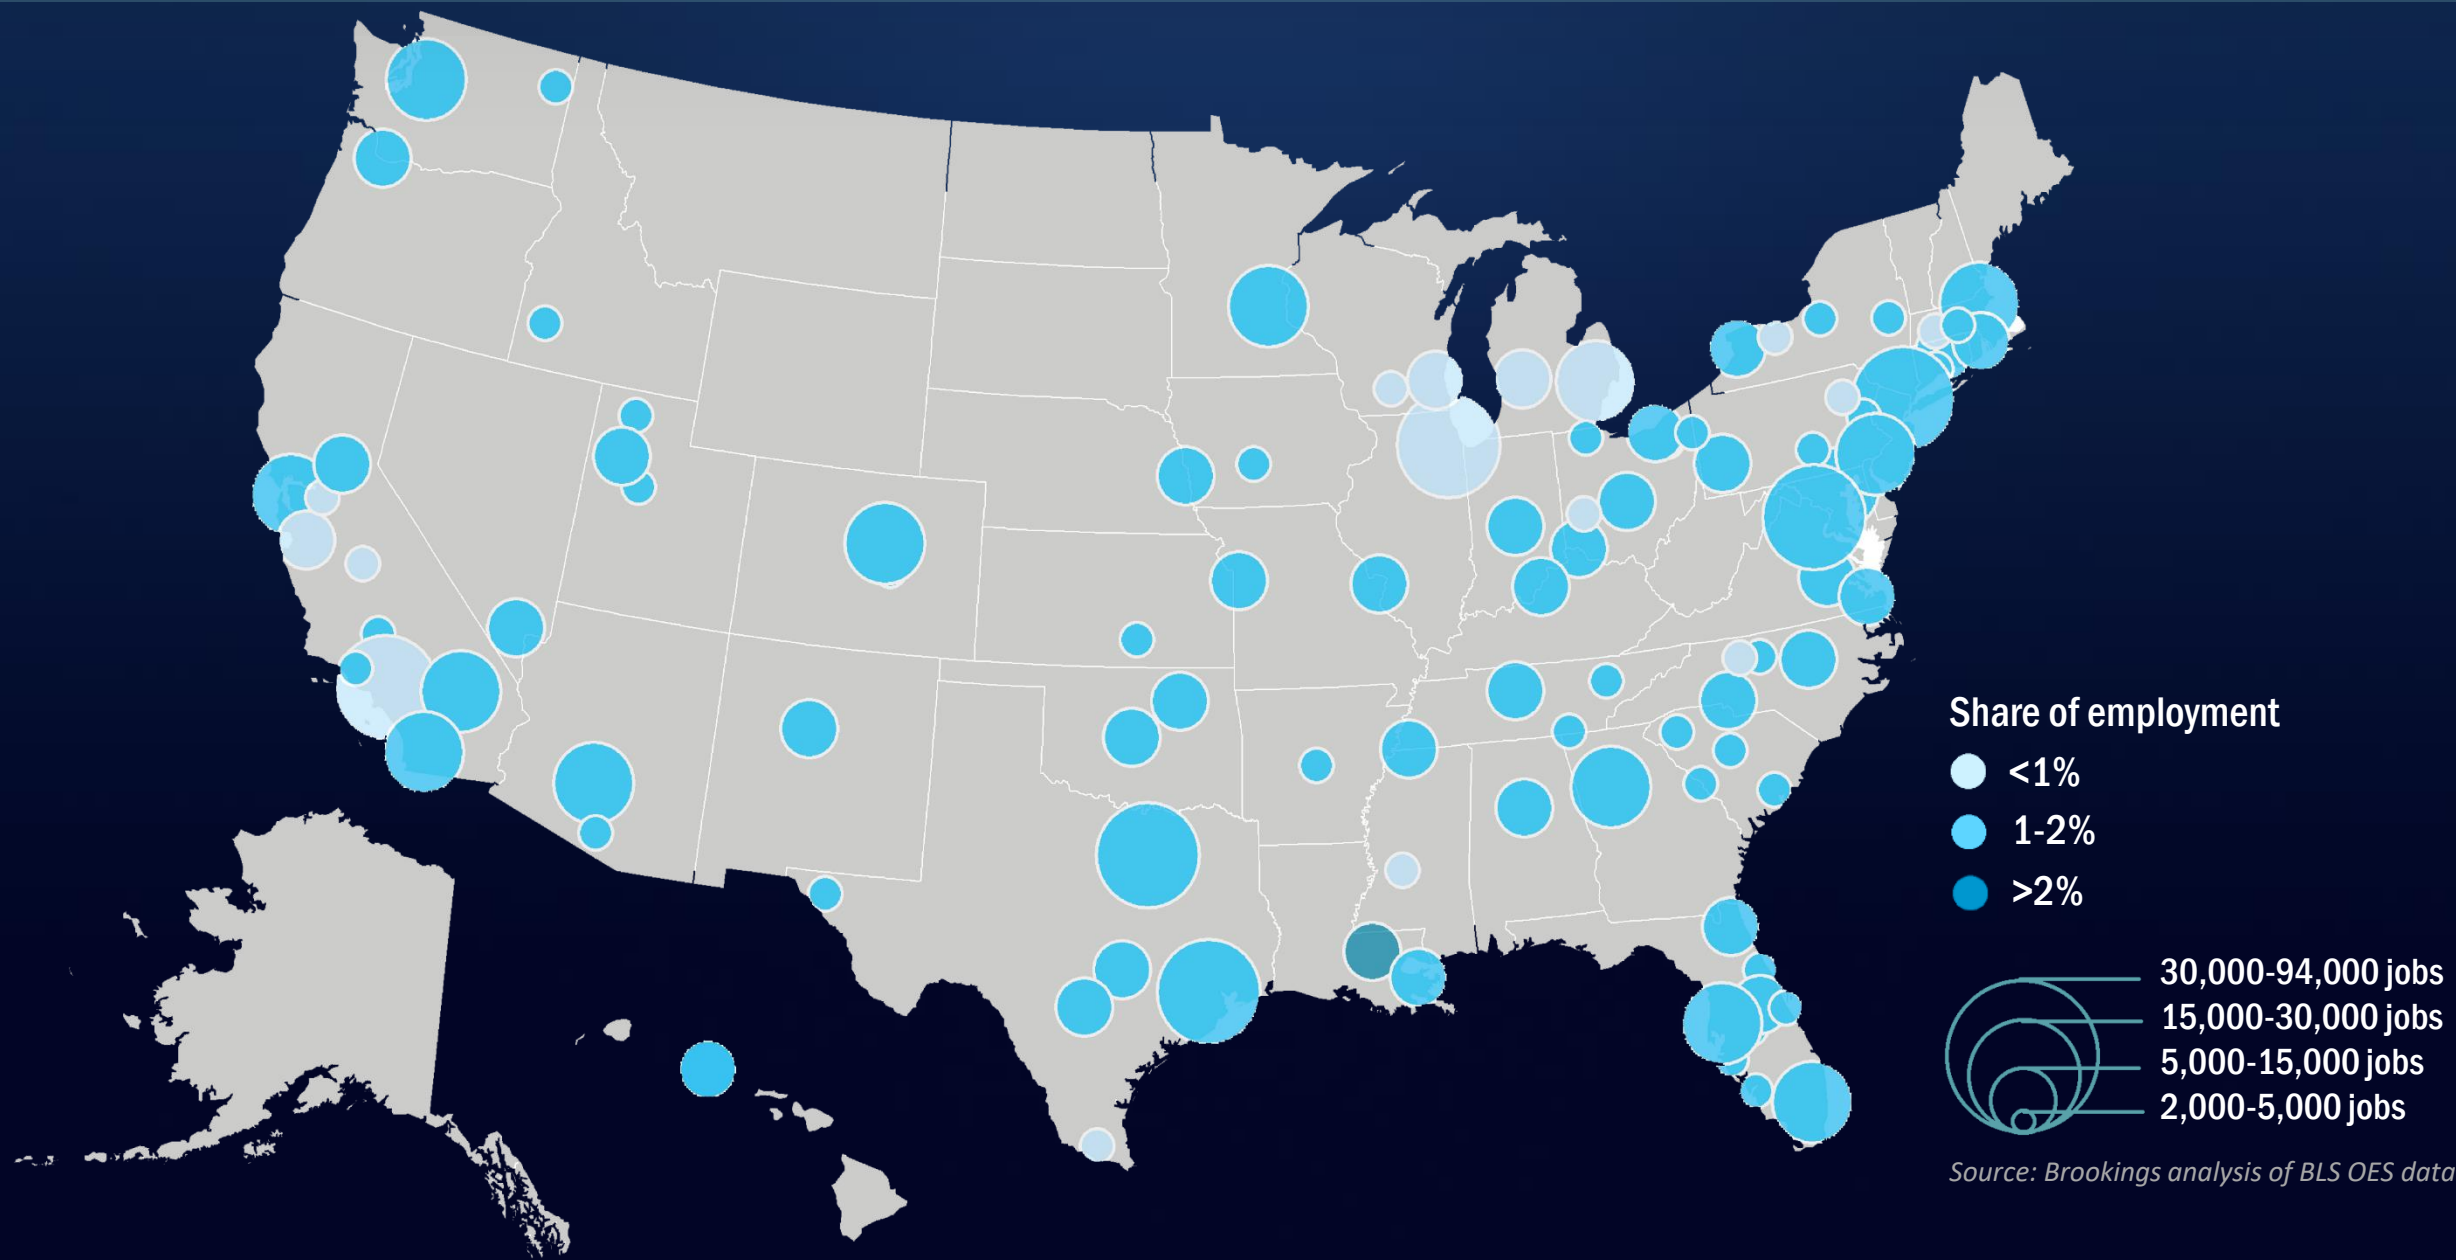 Share of employment
<1%
1-2%
>2%
30,000-94,000 jobs
15,000-30,000 jobs
5,000-15,000 jobs
2,000-5,000 jobs
Source: Brookings analysis of BLS OES data